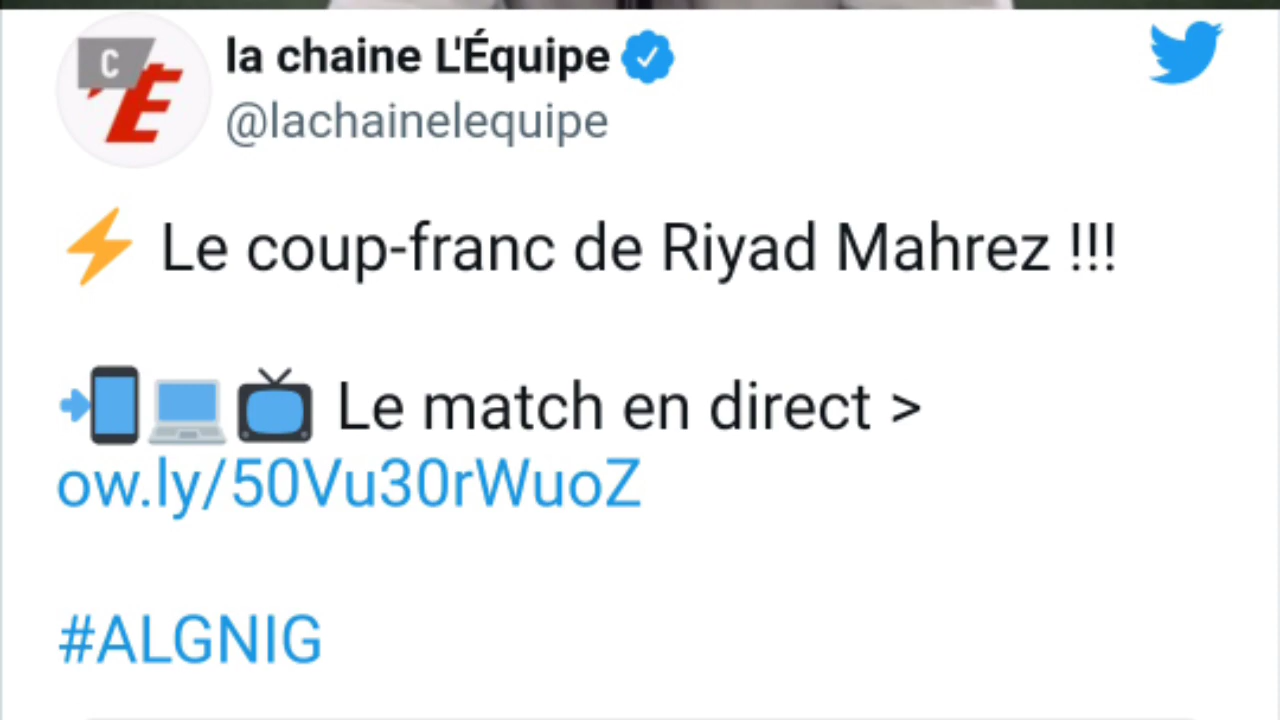 C
É
la chaine L'Équipe
@lachainelequipe
⚡ Le coup-franc de Riyad Mahrez !!!
📲💻📺 Le match en direct >
ow.ly/50Vu30rWuoZ
#ALGNIG